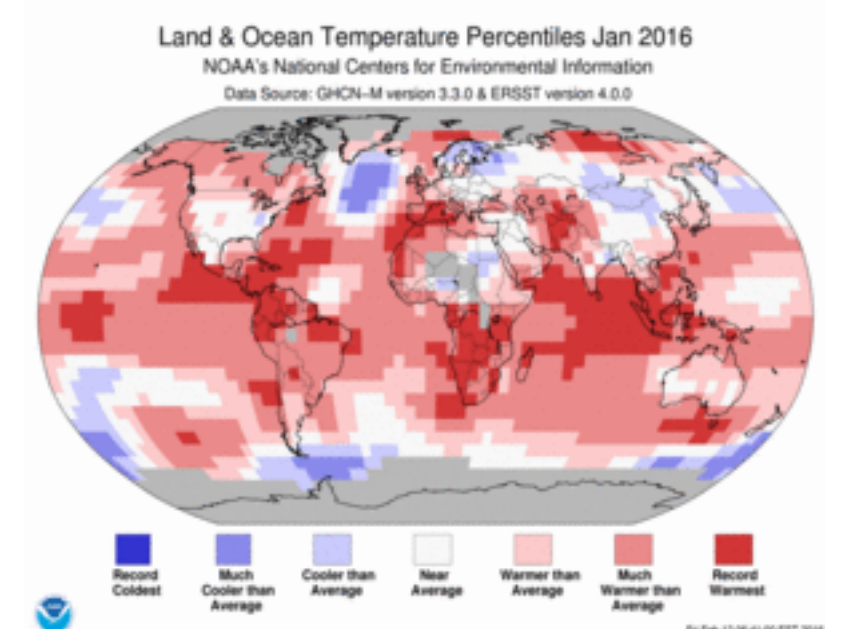 Land & Ocean Temperature Percentiles Jan 2016
NOAA's National Centers for Environmental Information
Data Source: GHCN–M version 3.3.0 & ERSST version 4.0.0
Record
Coldest
Much
Cooler than
Average
Cooler than
Average
Near
Average
Warmer than
Average
Much
Warmer than
Average
Record
Warmest